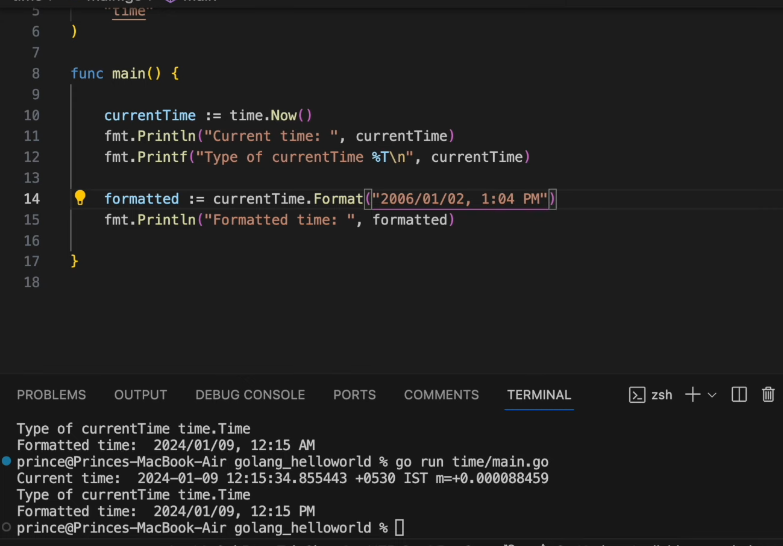 5 "time"
6 )
7
8 func main() {
9
10 currentTime := time.Now()
11 fmt.Println("Current time: ", currentTime)
12 fmt.Printf("Type of currentTime %T\n", currentTime)
13
14 formatted := currentTime.Format("2006/01/02, 1:04 PM")
15 fmt.Println("Formatted time: ", formatted)
16
17 }
18
PROBLEMS OUTPUT DEBUG CONSOLE PORTS COMMENTS TERMINAL zsh
Type of currentTime time.Time
Formatted time:  2024/01/09, 12:15 AM
prince@Princes-MacBook-Air golang_helloworld % go run time/main.go
Current time:  2024-01-09 12:15:34.855443 +0530 IST m=+0.000088459
Type of currentTime time.Time
Formatted time:  2024/01/09, 12:15 PM
prince@Princes-MacBook-Air golang_helloworld %